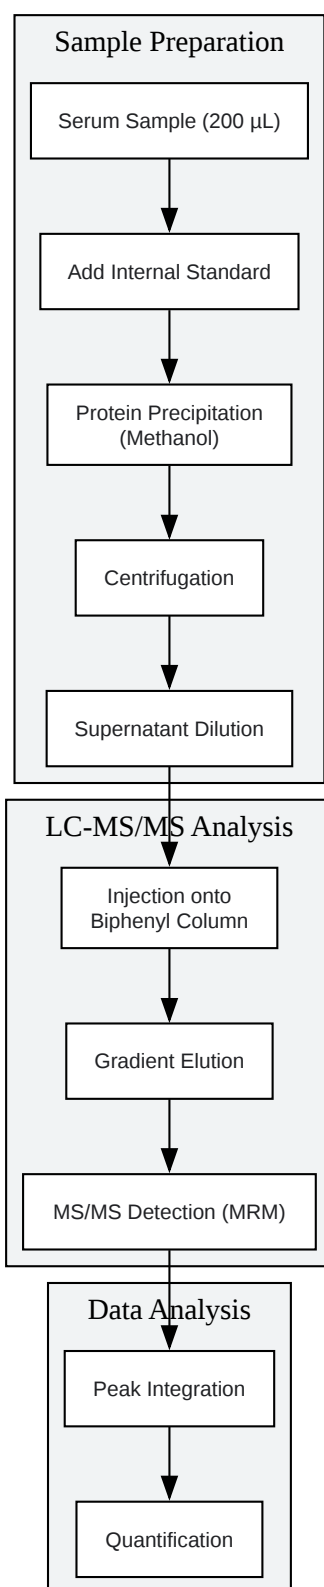 Sample Preparation
Serum Sample (200 µL)
Add Internal Standard
Protein Precipitation
(Methanol)
Centrifugation
Supernatant Dilution
LC-MS/MS Analysis
Injection onto
Biphenyl Column
Gradient Elution
MS/MS Detection (MRM)
Data Analysis
Peak Integration
Quantification